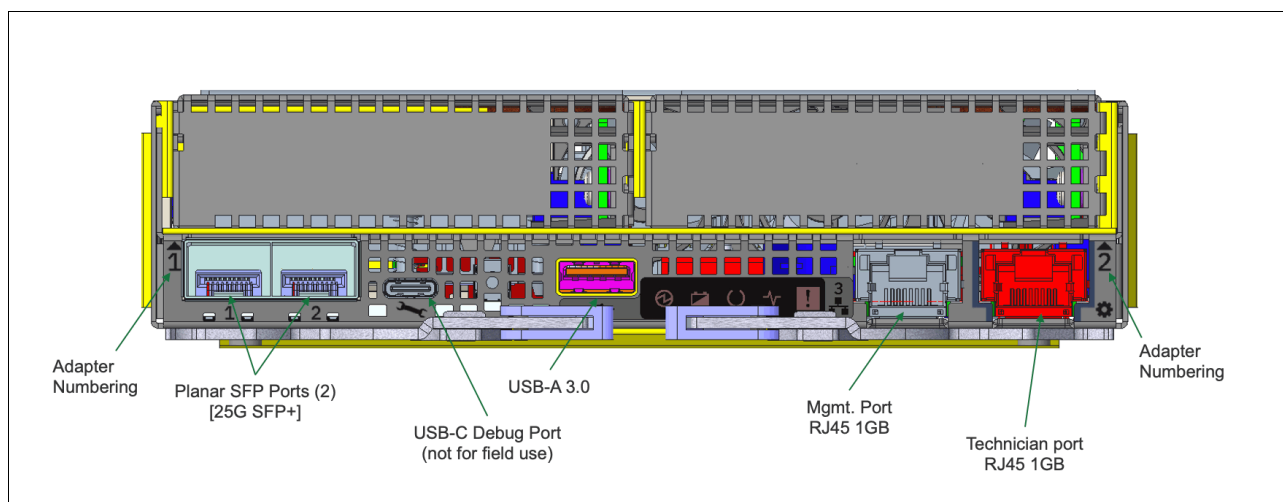 1
2
1
2
3
Adapter
Numbering
Planar SFP Ports (2)
[25G SFP+]
USB-C Debug Port
(not for field use)
USB-A 3.0
Mgmt. Port
RJ45 1GB
Technician port
RJ45 1GB
Adapter
Numbering